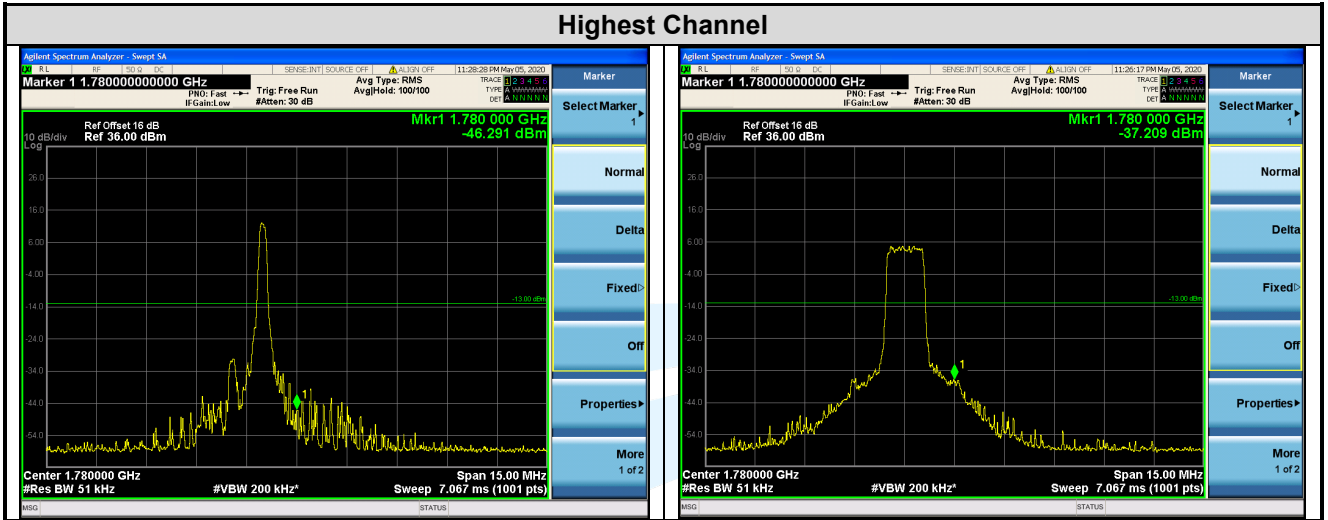 Highest Channel
Agilent Spectrum Analyzer - Swept SA
RL RF 50 Ω DC SENSE:INT SOURCE OFF ALIGN OFF 11:28:28 PM May 05, 2020
Marker 1 1.780000000000 GHz
PNO: Fast
IFGain:Low
Trig: Free Run
#Atten: 30 dB
Avg Type: RMS
Avg|Hold: 100/100
TRACE 1 2 3 4 5 6
TYPE A
DET A N N N N N
Ref Offset 16 dB
10 dB/div Ref 36.00 dBm
Log
Mkr1 1.780 000 GHz
-46.291 dBm
26.0
16.0
6.00
-4.00
-14.0
-24.0
-34.0
-44.0
-54.0
-13.00 dBm
1
Center 1.780000 GHz Span 15.00 MHz
#Res BW 51 kHz #VBW 200 kHz* Sweep 7.067 ms (1001 pts)
MSG STATUS
Marker
Select Marker
1
Normal
Delta
Fixed
Off
Properties
More
1 of 2
Agilent Spectrum Analyzer - Swept SA
RL RF 50 Ω DC SENSE:INT SOURCE OFF ALIGN OFF 11:26:17 PM May 05, 2020
Marker 1 1.780000000000 GHz
PNO: Fast
IFGain:Low
Trig: Free Run
#Atten: 30 dB
Avg Type: RMS
Avg|Hold: 100/100
TRACE 1 2 3 4 5 6
TYPE A
DET A N N N N N
Ref Offset 16 dB
10 dB/div Ref 36.00 dBm
Log
Mkr1 1.780 000 GHz
-37.209 dBm
26.0
16.0
6.00
-4.00
-14.0
-24.0
-34.0
-44.0
-54.0
-13.00 dBm
1
Center 1.780000 GHz Span 15.00 MHz
#Res BW 51 kHz #VBW 200 kHz* Sweep 7.067 ms (1001 pts)
MSG STATUS
Marker
Select Marker
1
Normal
Delta
Fixed
Off
Properties
More
1 of 2